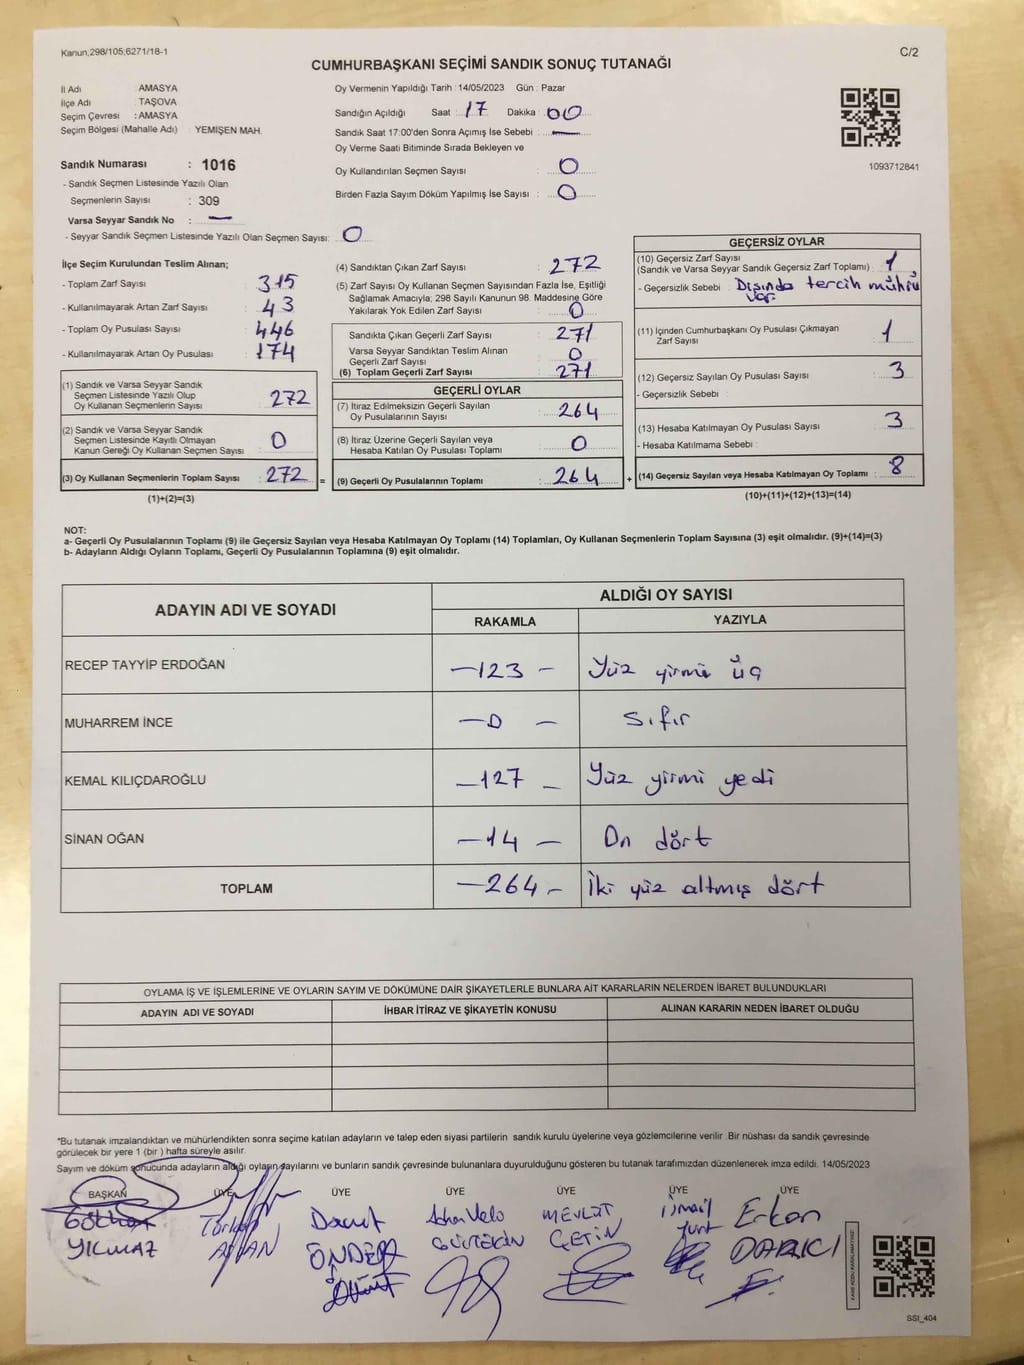 Kanun;298/105;6271/18-1
C/2
CUMHURBAŞKANI SEÇİMİ SANDIK SONUÇ TUTANAĞI
İl Adı : AMASYA
İlçe Adı : TAŞOVA
Seçim Çevresi : AMASYA
Seçim Bölgesi (Mahalle Adı) : YEMİŞEN MAH.
Sandık Numarası : 1016
- Sandık Seçmen Listesinde Yazılı Olan
Seçmenlerin Sayısı : 309
Varsa Seyyar Sandık No : —
- Seyyar Sandık Seçmen Listesinde Yazılı Olan Seçmen Sayısı: 0
Oy Vermenin Yapıldığı Tarih : 14/05/2023 Gün : Pazar
Sandığın Açıldığı Saat : 17 Dakika : 00
Sandık Saat 17:00'den Sonra Açımış İse Sebebi : —
Oy Verme Saati Bitiminde Sırada Bekleyen ve
Oy Kullandırılan Seçmen Sayısı : 0
Birden Fazla Sayım Döküm Yapılmış İse Sayısı : 0
1093712841
İlçe Seçim Kurulundan Teslim Alınan;
- Toplam Zarf Sayısı : 315
- Kullanılmayarak Artan Zarf Sayısı : 43
- Toplam Oy Pusulası Sayısı : 446
- Kullanılmayarak Artan Oy Pusulası : 174
(1) Sandık ve Varsa Seyyar Sandık
Seçmen Listesinde Yazılı Olup
Oy Kullanan Seçmenlerin Sayısı : 272
(2) Sandık ve Varsa Seyyar Sandık
Seçmen Listesinde Kayıtlı Olmayan
Kanun Gereği Oy Kullanan Seçmen Sayısı : 0
(3) Oy Kullanan Seçmenlerin Toplam Sayısı : 272 =
(1)+(2)=(3)
(4) Sandıktan Çıkan Zarf Sayısı : 272
(5) Zarf Sayısı Oy Kullanan Seçmen Sayısından Fazla İse, Eşitliği
Sağlamak Amacıyla; 298 Sayılı Kanunun 98. Maddesine Göre
Yakılarak Yok Edilen Zarf Sayısı : 0
Sandıkta Çıkan Geçerli Zarf Sayısı : 271
Varsa Seyyar Sandıktan Teslim Alınan
Geçerli Zarf Sayısı : 0
(6) Toplam Geçerli Zarf Sayısı : 271
GEÇERLİ OYLAR
(7) İtiraz Edilmeksizin Geçerli Sayılan
Oy Pusulalarının Sayısı : 264
(8) İtiraz Üzerine Geçerli Sayılan veya
Hesaba Katılan Oy Pusulası Toplamı : 0
(9) Geçerli Oy Pusulalarının Toplamı : 264 +
GEÇERSİZ OYLAR
(10) Geçersiz Zarf Sayısı
(Sandık ve Varsa Seyyar Sandık Geçersiz Zarf Toplamı) : 1
- Geçersizlik Sebebi : Dışında tercih mührü
var
(11) İçinden Cumhurbaşkanı Oy Pusulası Çıkmayan
Zarf Sayısı : 1
(12) Geçersiz Sayılan Oy Pusulası Sayısı : 3
- Geçersizlik Sebebi :
(13) Hesaba Katılmayan Oy Pusulası Sayısı : 3
- Hesaba Katılmama Sebebi :
(14) Geçersiz Sayılan veya Hesaba Katılmayan Oy Toplamı : 8
(10)+(11)+(12)+(13)=(14)
NOT:
a- Geçerli Oy Pusulalarının Toplamı (9) ile Geçersiz Sayılan veya Hesaba Katılmayan Oy Toplamı (14) Toplamları, Oy Kullanan Seçmenlerin Toplam Sayısına (3) eşit olmalıdır. (9)+(14)=(3)
b- Adayların Aldığı Oyların Toplamı, Geçerli Oy Pusulalarının Toplamına (9) eşit olmalıdır.
ADAYIN ADI VE SOYADI
ALDIĞI OY SAYISI
RAKAMLA YAZIYLA
RECEP TAYYİP ERDOĞAN —123— Yüz yirmi üç
MUHARREM İNCE —0— Sıfır
KEMAL KILIÇDAROĞLU —127— Yüz yirmi yedi
SİNAN OĞAN —14— On dört
TOPLAM —264— İki yüz altmış dört
OYLAMA İŞ VE İŞLEMLERİNE VE OYLARIN SAYIM VE DÖKÜMÜNE DAİR ŞİKAYETLERLE BUNLARA AİT KARARLARIN NELERDEN İBARET BULUNDUKLARI
ADAYIN ADI VE SOYADI İHBAR İTİRAZ VE ŞİKAYETİN KONUSU ALINAN KARARIN NEDEN İBARET OLDUĞU
*Bu tutanak imzalandıktan ve mühürlendikten sonra seçime katılan adayların ve talep eden siyasi partilerin sandık kurulu üyelerine veya gözlemcilerine verilir .Bir nüshası da sandık çevresinde
görülecek bir yere 1 (bir ) hafta süreyle asılır.
Sayım ve döküm sonucunda adayların aldığı oyların sayılarını ve bunların sandık çevresinde bulunanlara duyurulduğunu gösteren bu tutanak tarafımızdan düzenlenerek imza edildi. 14/05/2023
BAŞKAN ÜYE ÜYE ÜYE ÜYE ÜYE ÜYE
Gökhan
YILMAZ
Türkan
ASLAN
Davut
ÖNDER
GÜLTEKİN
MEVLÜT
ÇETİN
İsmail
Yurt
Erkan
DARICI
SSI_404